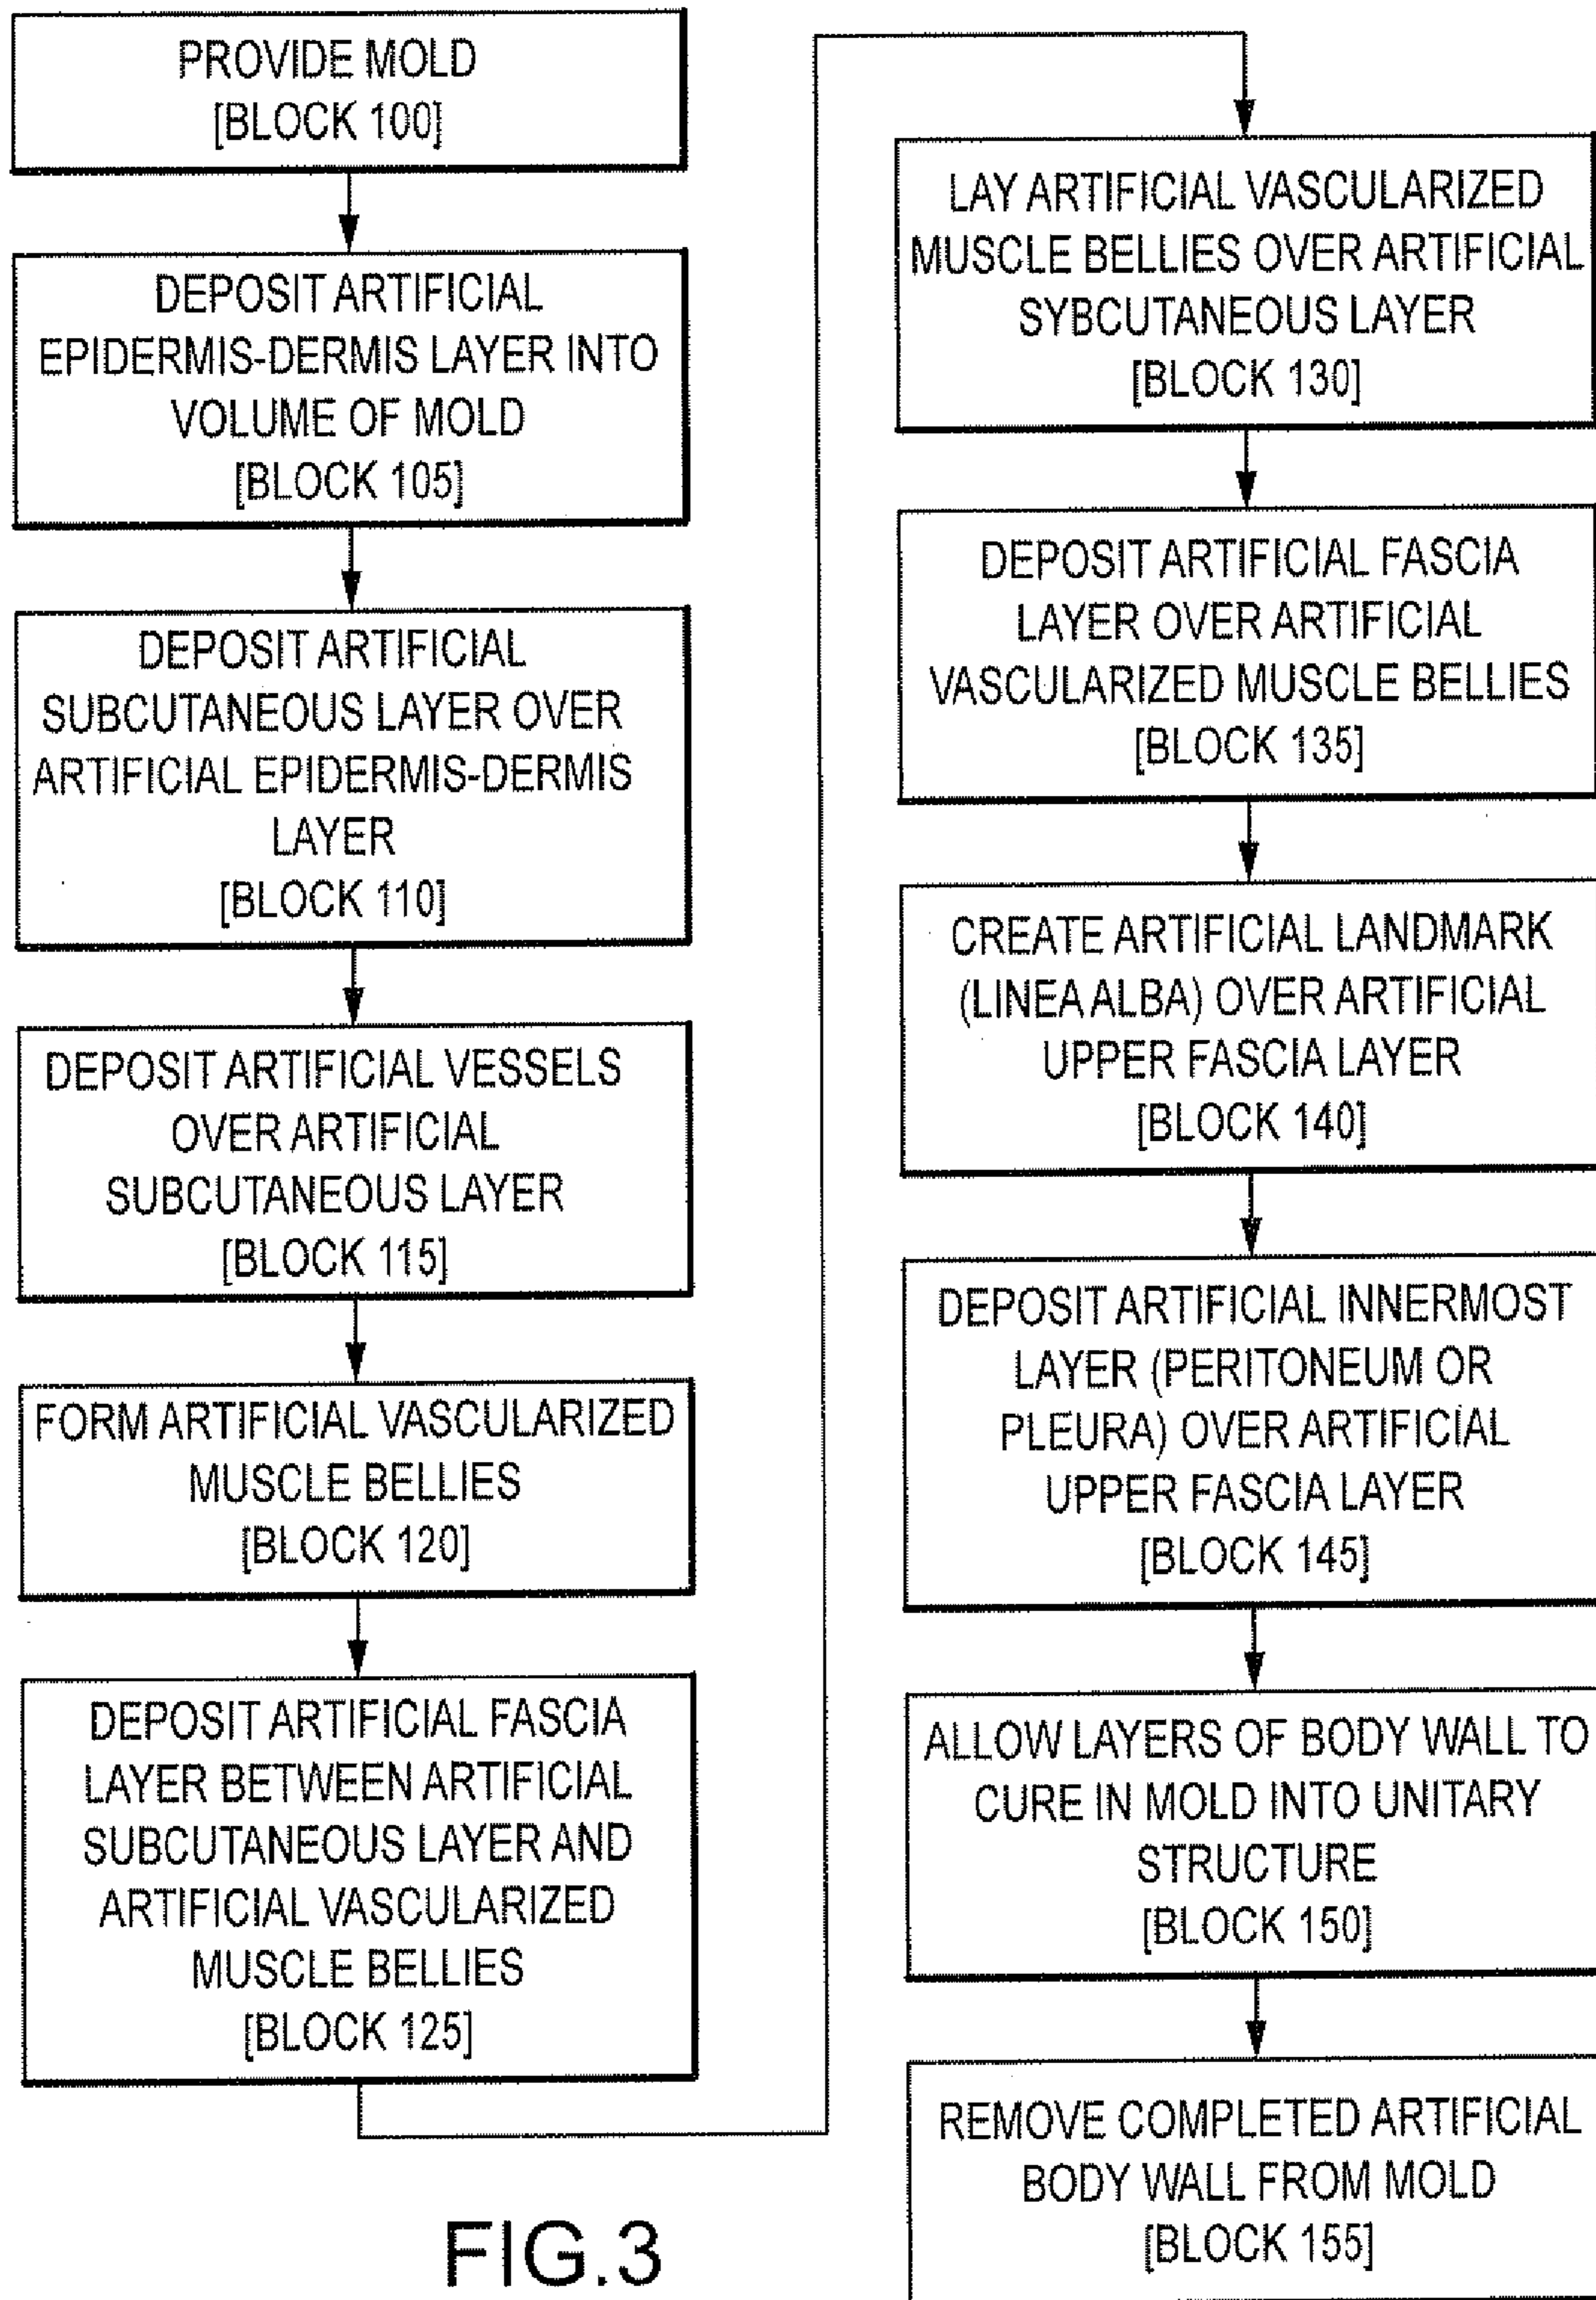 PROVIDE MOLD
[BLOCK 100]
DEPOSIT ARTIFICIAL
EPIDERMIS-DERMIS LAYER INTO
VOLUME OF MOLD
[BLOCK 105]
DEPOSIT ARTIFICIAL
SUBCUTANEOUS LAYER OVER
ARTIFICIAL EPIDERMIS-DERMIS
LAYER
[BLOCK 110]
DEPOSIT ARTIFICIAL VESSELS
OVER ARTIFICIAL
SUBCUTANEOUS LAYER
[BLOCK 115]
FORM ARTIFICIAL VASCULARIZED
MUSCLE BELLIES
[BLOCK 120]
DEPOSIT ARTIFICIAL FASCIA
LAYER BETWEEN ARTIFICIAL
SUBCUTANEOUS LAYER AND
ARTIFICIAL VASCULARIZED
MUSCLE BELLIES
[BLOCK 125]
LAY ARTIFICIAL VASCULARIZED
MUSCLE BELLIES OVER ARTIFICIAL
SYBCUTANEOUS LAYER
[BLOCK 130]
DEPOSIT ARTIFICIAL FASCIA
LAYER OVER ARTIFICIAL
VASCULARIZED MUSCLE BELLIES
[BLOCK 135]
CREATE ARTIFICIAL LANDMARK
(LINEA ALBA) OVER ARTIFICIAL
UPPER FASCIA LAYER
[BLOCK 140]
DEPOSIT ARTIFICIAL INNERMOST
LAYER (PERITONEUM OR
PLEURA) OVER ARTIFICIAL
UPPER FASCIA LAYER
[BLOCK 145]
ALLOW LAYERS OF BODY WALL TO
CURE IN MOLD INTO UNITARY
STRUCTURE
[BLOCK 150]
REMOVE COMPLETED ARTIFICIAL
BODY WALL FROM MOLD
[BLOCK 155]
FIG.3